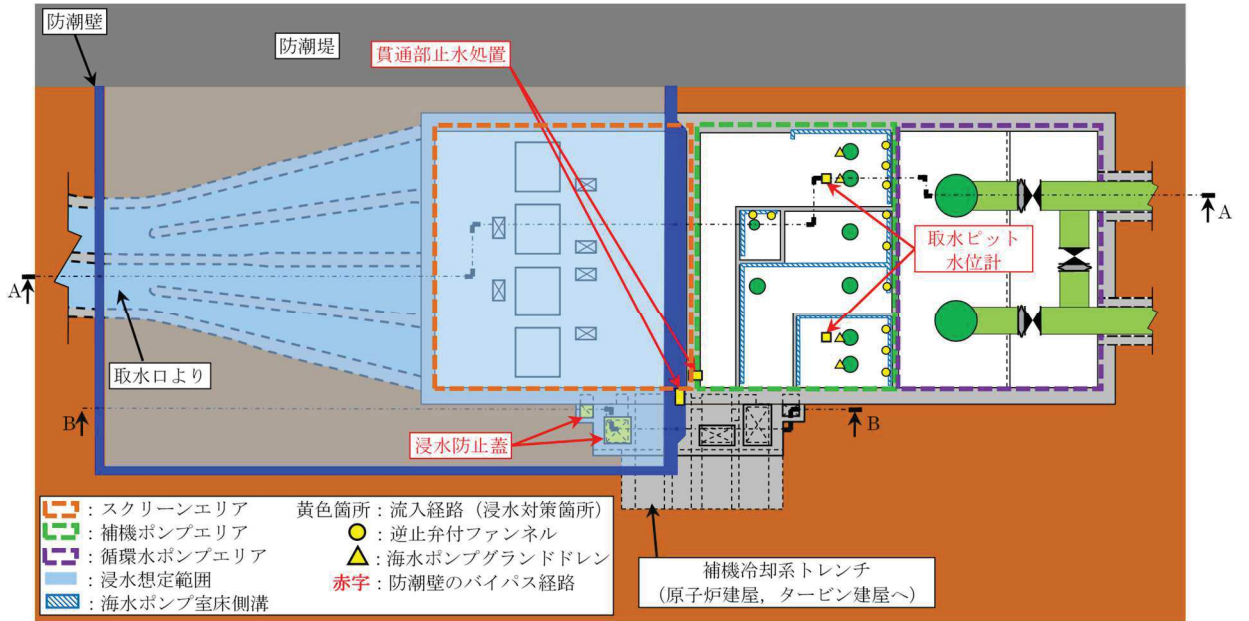 防潮壁
防潮堤
貫通部止水処置
A
取水ピット
水位計
A
取水口より
B
B
浸水防止蓋
：スクリーンエリア
：補機ポンプエリア
：循環水ポンプエリア
：浸水想定範囲
：海水ポンプ室床側溝
黄色箇所：流入経路（浸水対策箇所）
：逆止弁付ファンネル
：海水ポンプグランドドレン
赤字：防潮壁のバイパス経路
補機冷却系トレンチ
（原子炉建屋，タービン建屋へ）